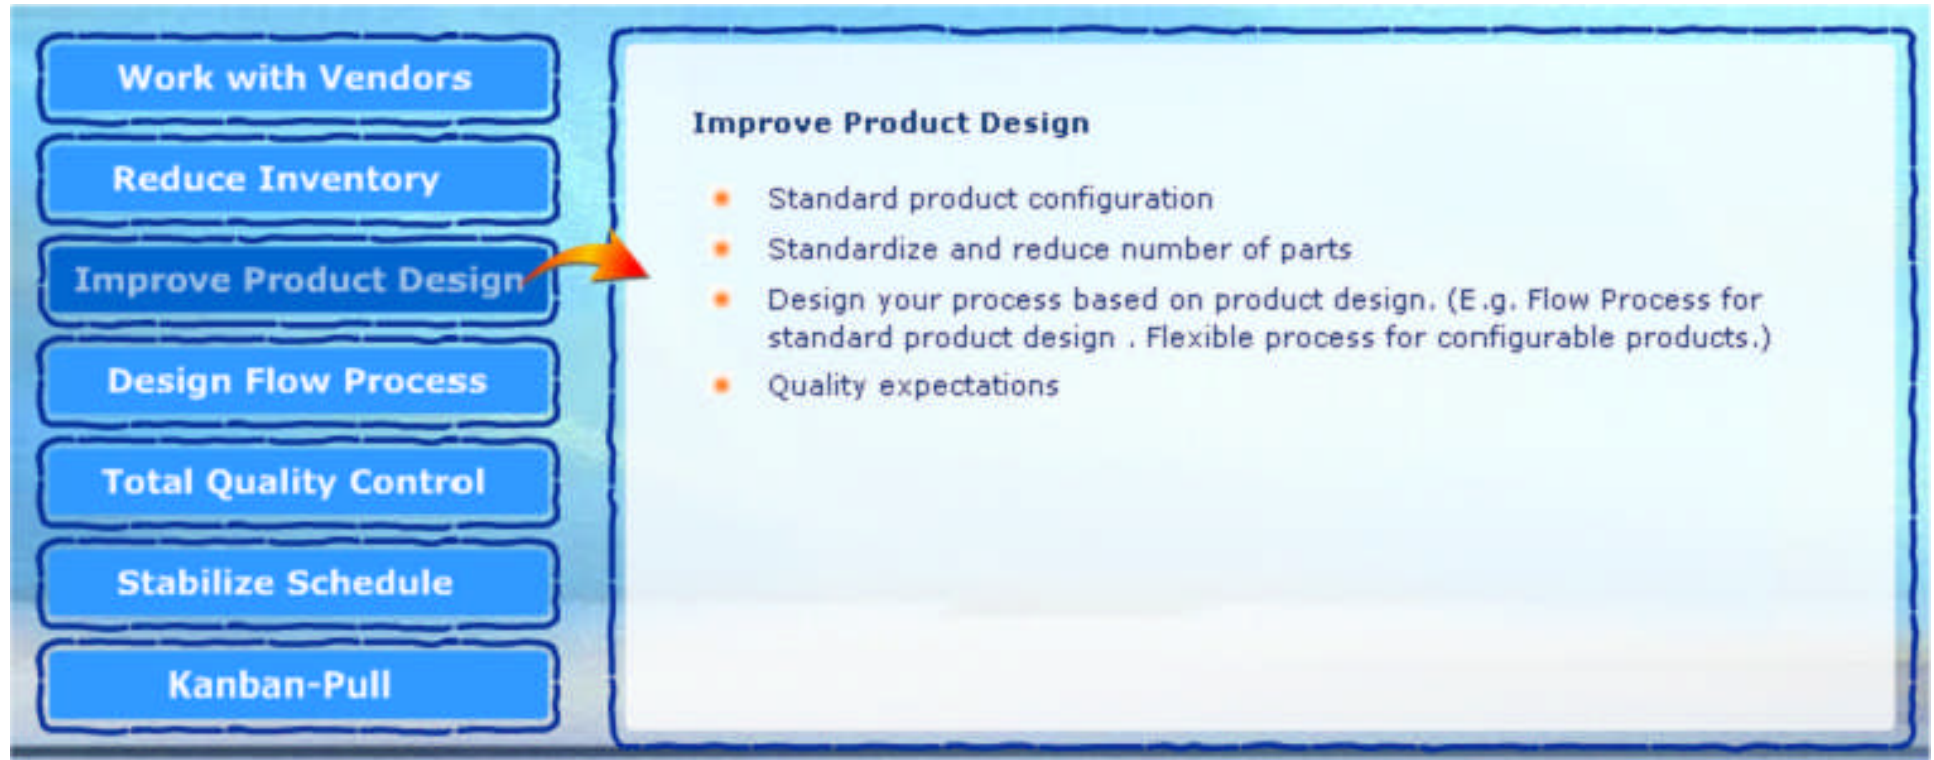 Work with Vendors
Reduce Inventory
Improve Product Design
Design Flow Process
Total Quality Control
Stabilize Schedule
Kanban-Pull
Improve Product Design
Standard product configuration
Standardize and reduce number of parts
Design your process based on product design. (E.g. Flow Process for
standard product design . Flexible process for configurable products.)
Quality expectations